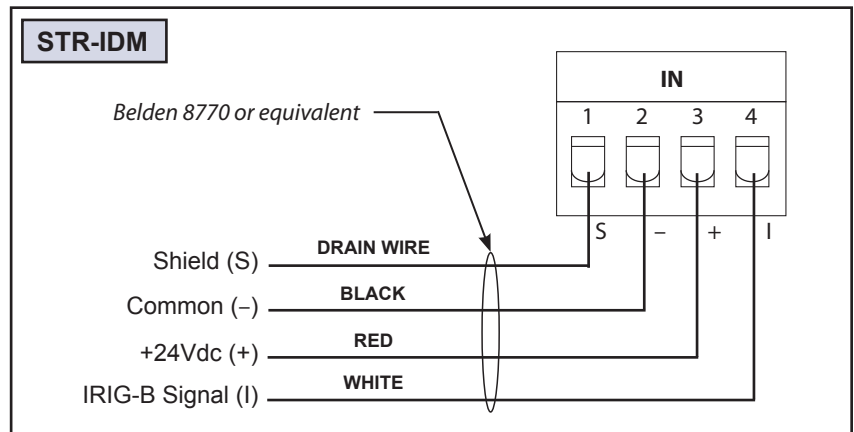 STR-IDM
IN
Belden 8770 or equivalent
1 2 3 4
S – + I
Shield (S) DRAIN WIRE
Common (–) BLACK
+24Vdc (+) RED
IRIG-B Signal (I) WHITE